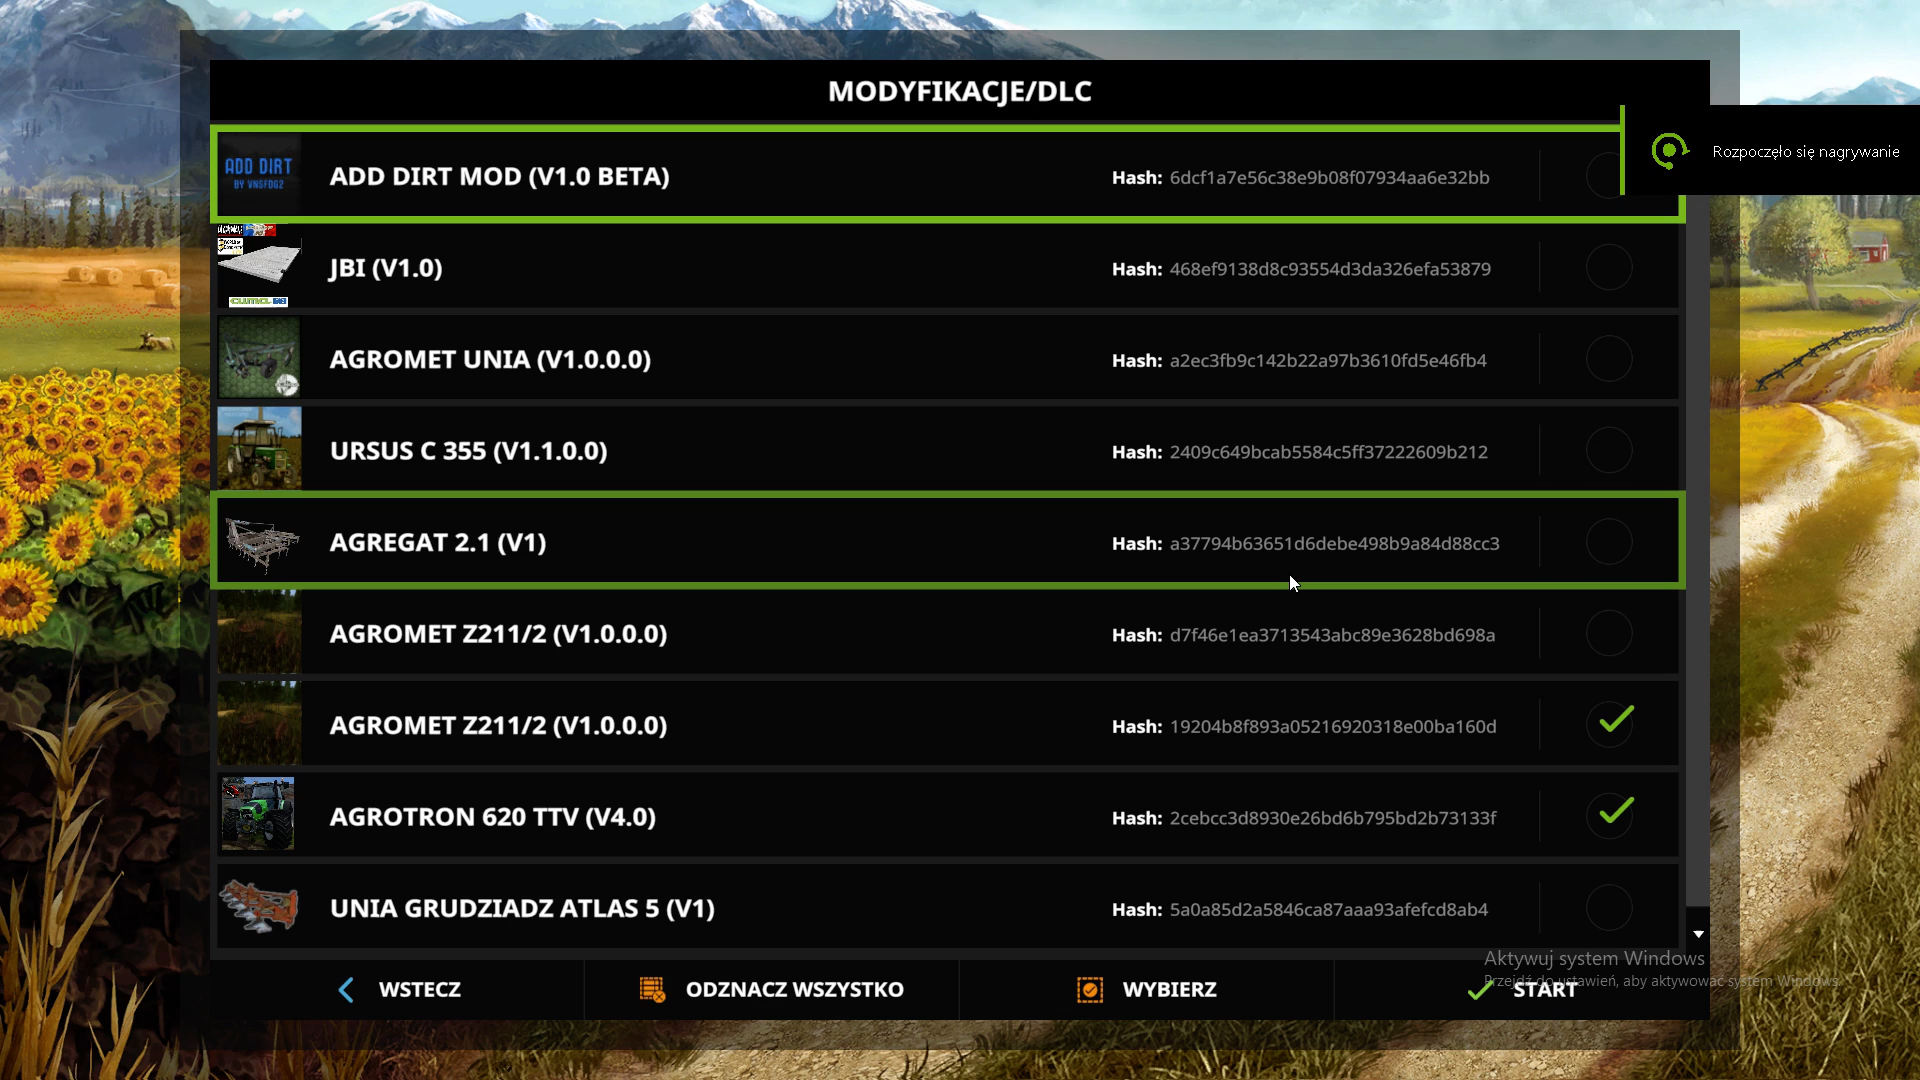 MODYFIKACJE/DLC
Rozpoczęło się nagrywanie
ADD DIRT
BY VNSFDG2
ADD DIRT MOD (V1.0 BETA)
Hash: 6dcf1a7e56c38e9b08f07934aa6e32bb
JBI (V1.0)
Hash: 468ef9138d8c93554d3da326efa53879
AGROMET UNIA (V1.0.0.0)
Hash: a2ec3fb9c142b22a97b3610fd5e46fb4
URSUS C 355 (V1.1.0.0)
Hash: 2409c649bcab5584c5ff37222609b212
AGREGAT 2.1 (V1)
Hash: a37794b63651d6debe498b9a84d88cc3
AGROMET Z211/2 (V1.0.0.0)
Hash: d7f46e1ea3713543abc89e3628bd698a
AGROMET Z211/2 (V1.0.0.0)
Hash: 19204b8f893a05216920318e00ba160d
AGROTRON 620 TTV (V4.0)
Hash: 2cebcc3d8930e26bd6b795bd2b73133f
UNIA GRUDZIADZ ATLAS 5 (V1)
Hash: 5a0a85d2a5846ca87aaa93afefcd8ab4
Aktywuj system Windows
Przejdź do ustawień, aby aktywować system Windows.
WSTECZ
ODZNACZ WSZYSTKO
WYBIERZ
START